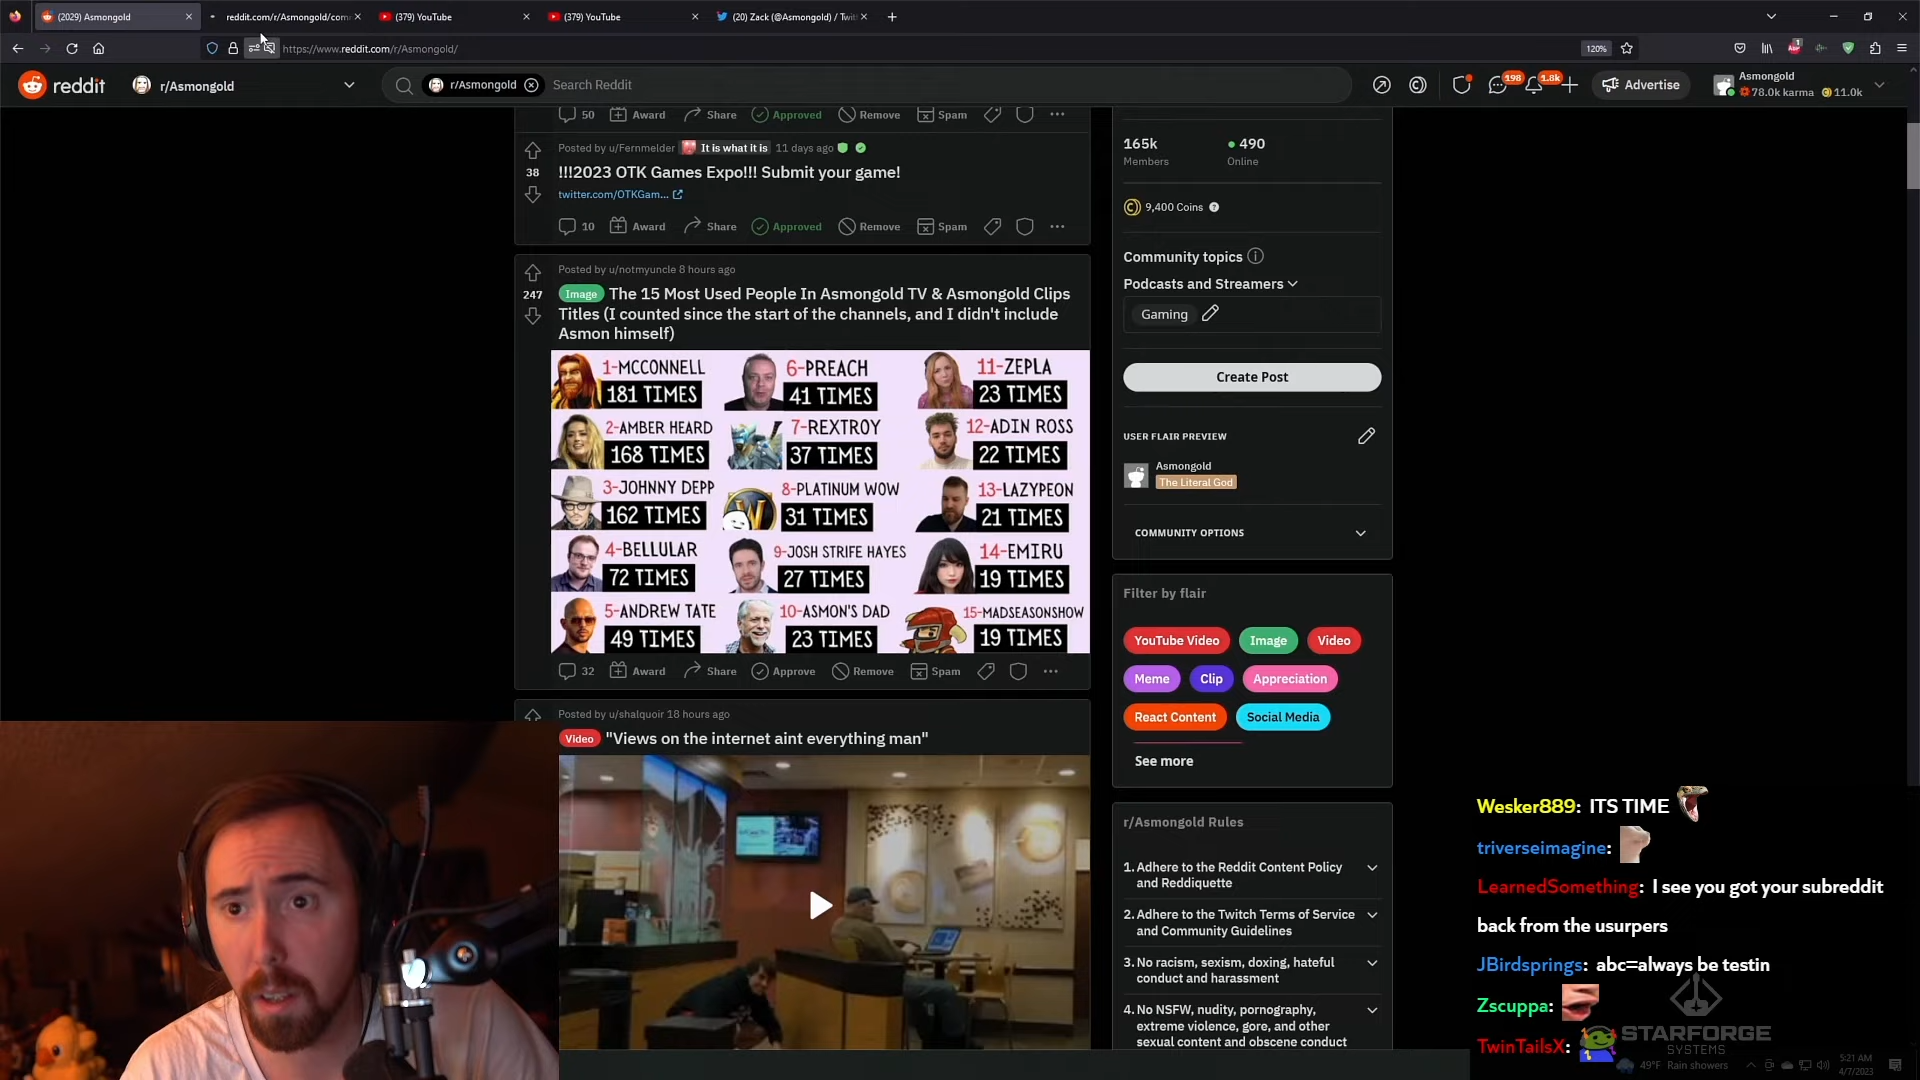 (2029) Asmongold
reddit.com/r/Asmongold/com
(379) YouTube
(379) YouTube
(20) Zack (@Asmongold) / Twit
https://www.reddit.com/r/Asmongold/
120%
reddit
r/Asmongold
r/Asmongold
Search Reddit
198
1.8k
Advertise
Asmongold
78.0k karma
11.0k
50
Award
Share
Approved
Remove
Spam
Posted by u/Fernmelder
It is what it is
11 days ago
38
!!!2023 OTK Games Expo!!! Submit your game!
twitter.com/OTKGam...
10
Award
Share
Approved
Remove
Spam
Posted by u/notmyuncle 8 hours ago
247
Image
The 15 Most Used People In Asmongold TV & Asmongold Clips
Titles (I counted since the start of the channels, and I didn't include
Asmon himself)
1-MCCONNELL
181 TIMES
2-AMBER HEARD
168 TIMES
3-JOHNNY DEPP
162 TIMES
4-BELLULAR
72 TIMES
5-ANDREW TATE
49 TIMES
6-PREACH
41 TIMES
7-REXTROY
37 TIMES
8-PLATINUM WOW
31 TIMES
9-JOSH STRIFE HAYES
27 TIMES
10-ASMON'S DAD
23 TIMES
11-ZEPLA
23 TIMES
12-ADIN ROSS
22 TIMES
13-LAZYPEON
21 TIMES
14-EMIRU
19 TIMES
15-MADSEASONSHOW
19 TIMES
32
Award
Share
Approve
Remove
Spam
Posted by u/shalquoir 18 hours ago
Video
"Views on the internet aint everything man"
165k
Members
490
Online
9,400 Coins
Community topics
Podcasts and Streamers
Gaming
Create Post
USER FLAIR PREVIEW
Asmongold
The Literal God
COMMUNITY OPTIONS
Filter by flair
YouTube Video
Image
Video
Meme
Clip
Appreciation
React Content
Social Media
See more
r/Asmongold Rules
1. Adhere to the Reddit Content Policy
and Reddiquette
2. Adhere to the Twitch Terms of Service
and Community Guidelines
3. No racism, sexism, doxing, hateful
conduct and harassment
4. No NSFW, nudity, pornography,
extreme violence, gore, and other
sexual content and obscene conduct
Wesker889: ITS TIME
triverseimagine:
LearnedSomething: I see you got your subreddit
back from the usurpers
JBirdsprings: abc=always be testin
Zscuppa:
TwinTailsX:
STARFORGE
SYSTEMS
49°F Rain showers
5:21 AM
4/7/2023